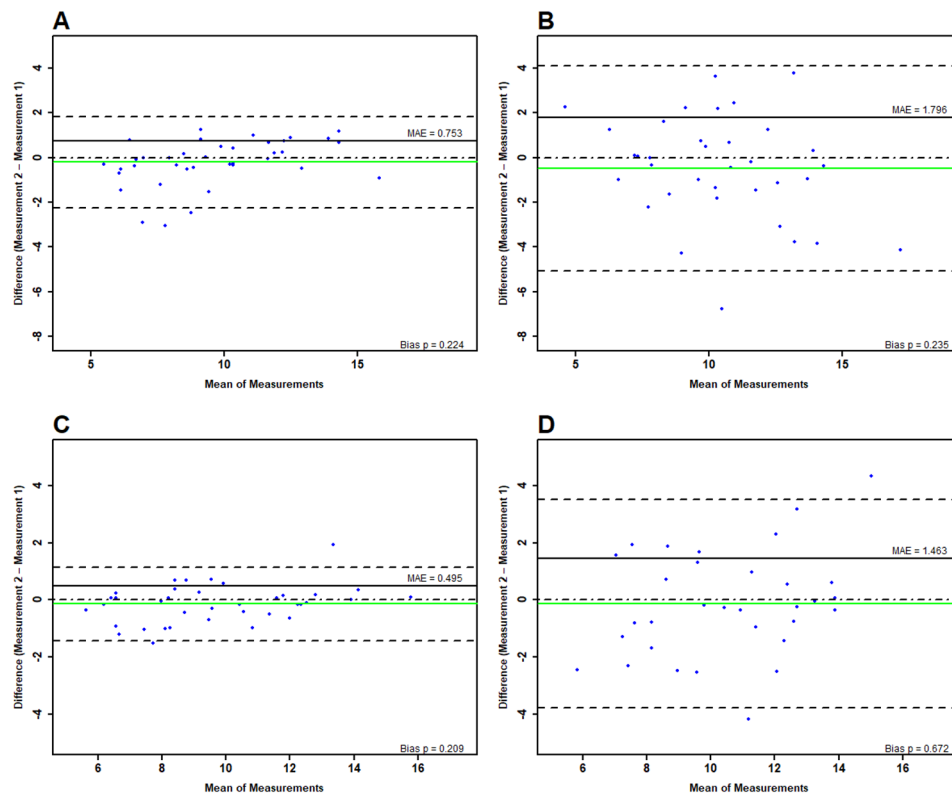 A
Difference (Measurement 2 – Measurement 1)
4
2
0
-2
-4
-6
-8
MAE = 0.753
Bias p = 0.224
5
10
15
Mean of Measurements
B
Difference (Measurement 2 – Measurement 1)
4
2
0
-2
-4
-6
-8
MAE = 1.796
Bias p = 0.235
5
10
15
Mean of Measurements
C
Difference (Measurement 2 – Measurement 1)
4
2
0
-2
-4
MAE = 0.495
Bias p = 0.209
6
8
10
12
14
16
Mean of Measurements
D
Difference (Measurement 2 – Measurement 1)
4
2
0
-2
-4
MAE = 1.463
Bias p = 0.672
6
8
10
12
14
16
Mean of Measurements